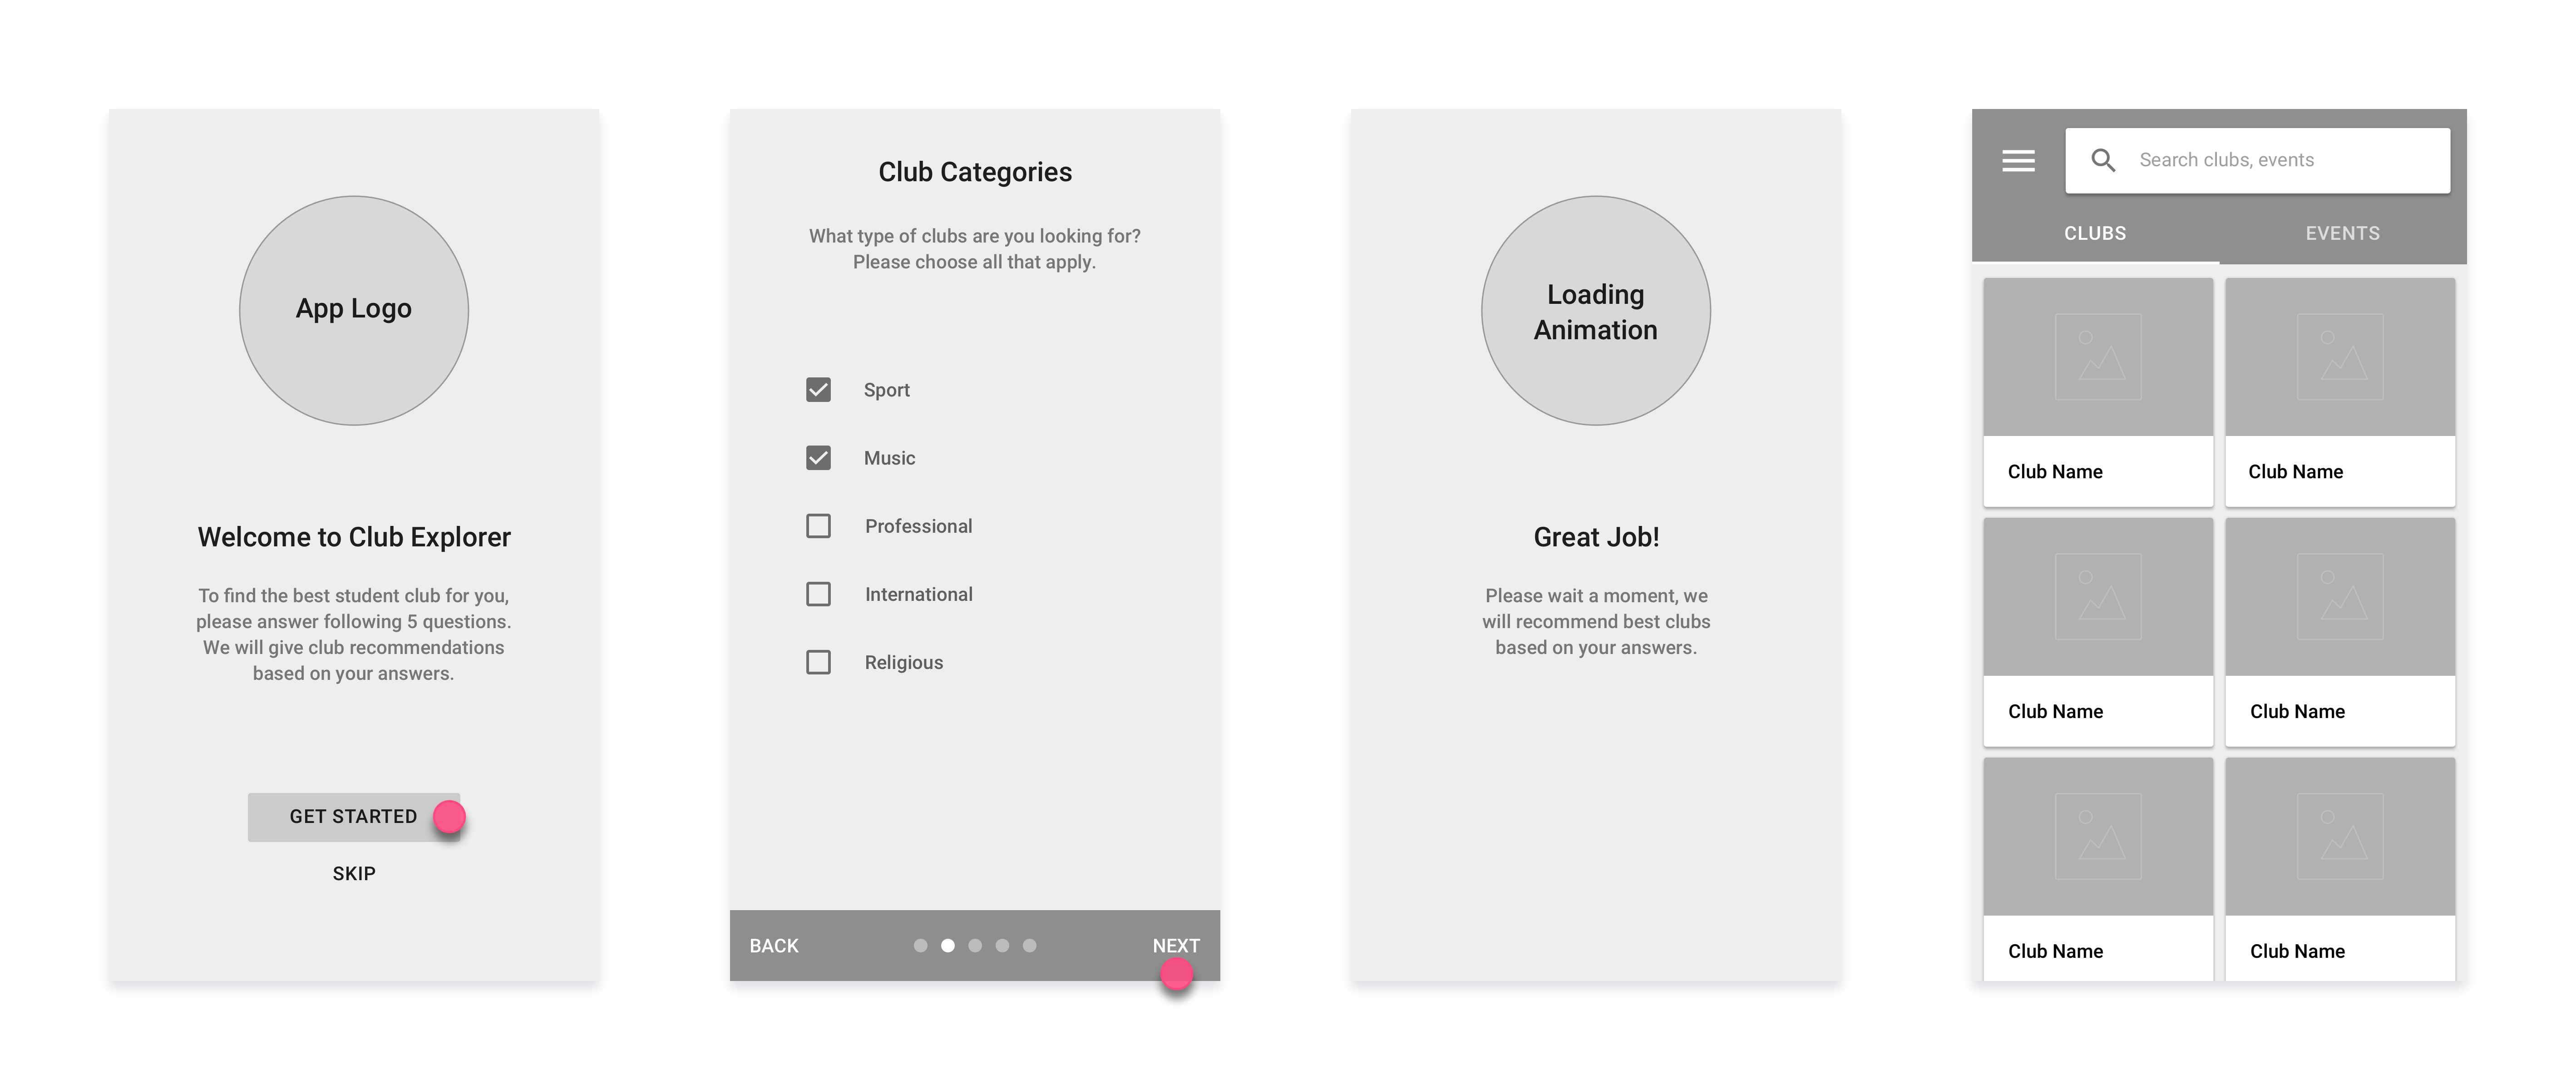 App Logo
Welcome to Club Explorer
To find the best student club for you,
please answer following 5 questions.
We will give club recommendations
based on your answers.
GET STARTED
SKIP
Club Categories
What type of clubs are you looking for?
Please choose all that apply.
Sport
Music
Professional
International
Religious
BACK
NEXT
Loading
Animation
Great Job!
Please wait a moment, we
will recommend best clubs
based on your answers.
Search clubs, events
CLUBS
EVENTS
Club Name
Club Name
Club Name
Club Name
Club Name
Club Name